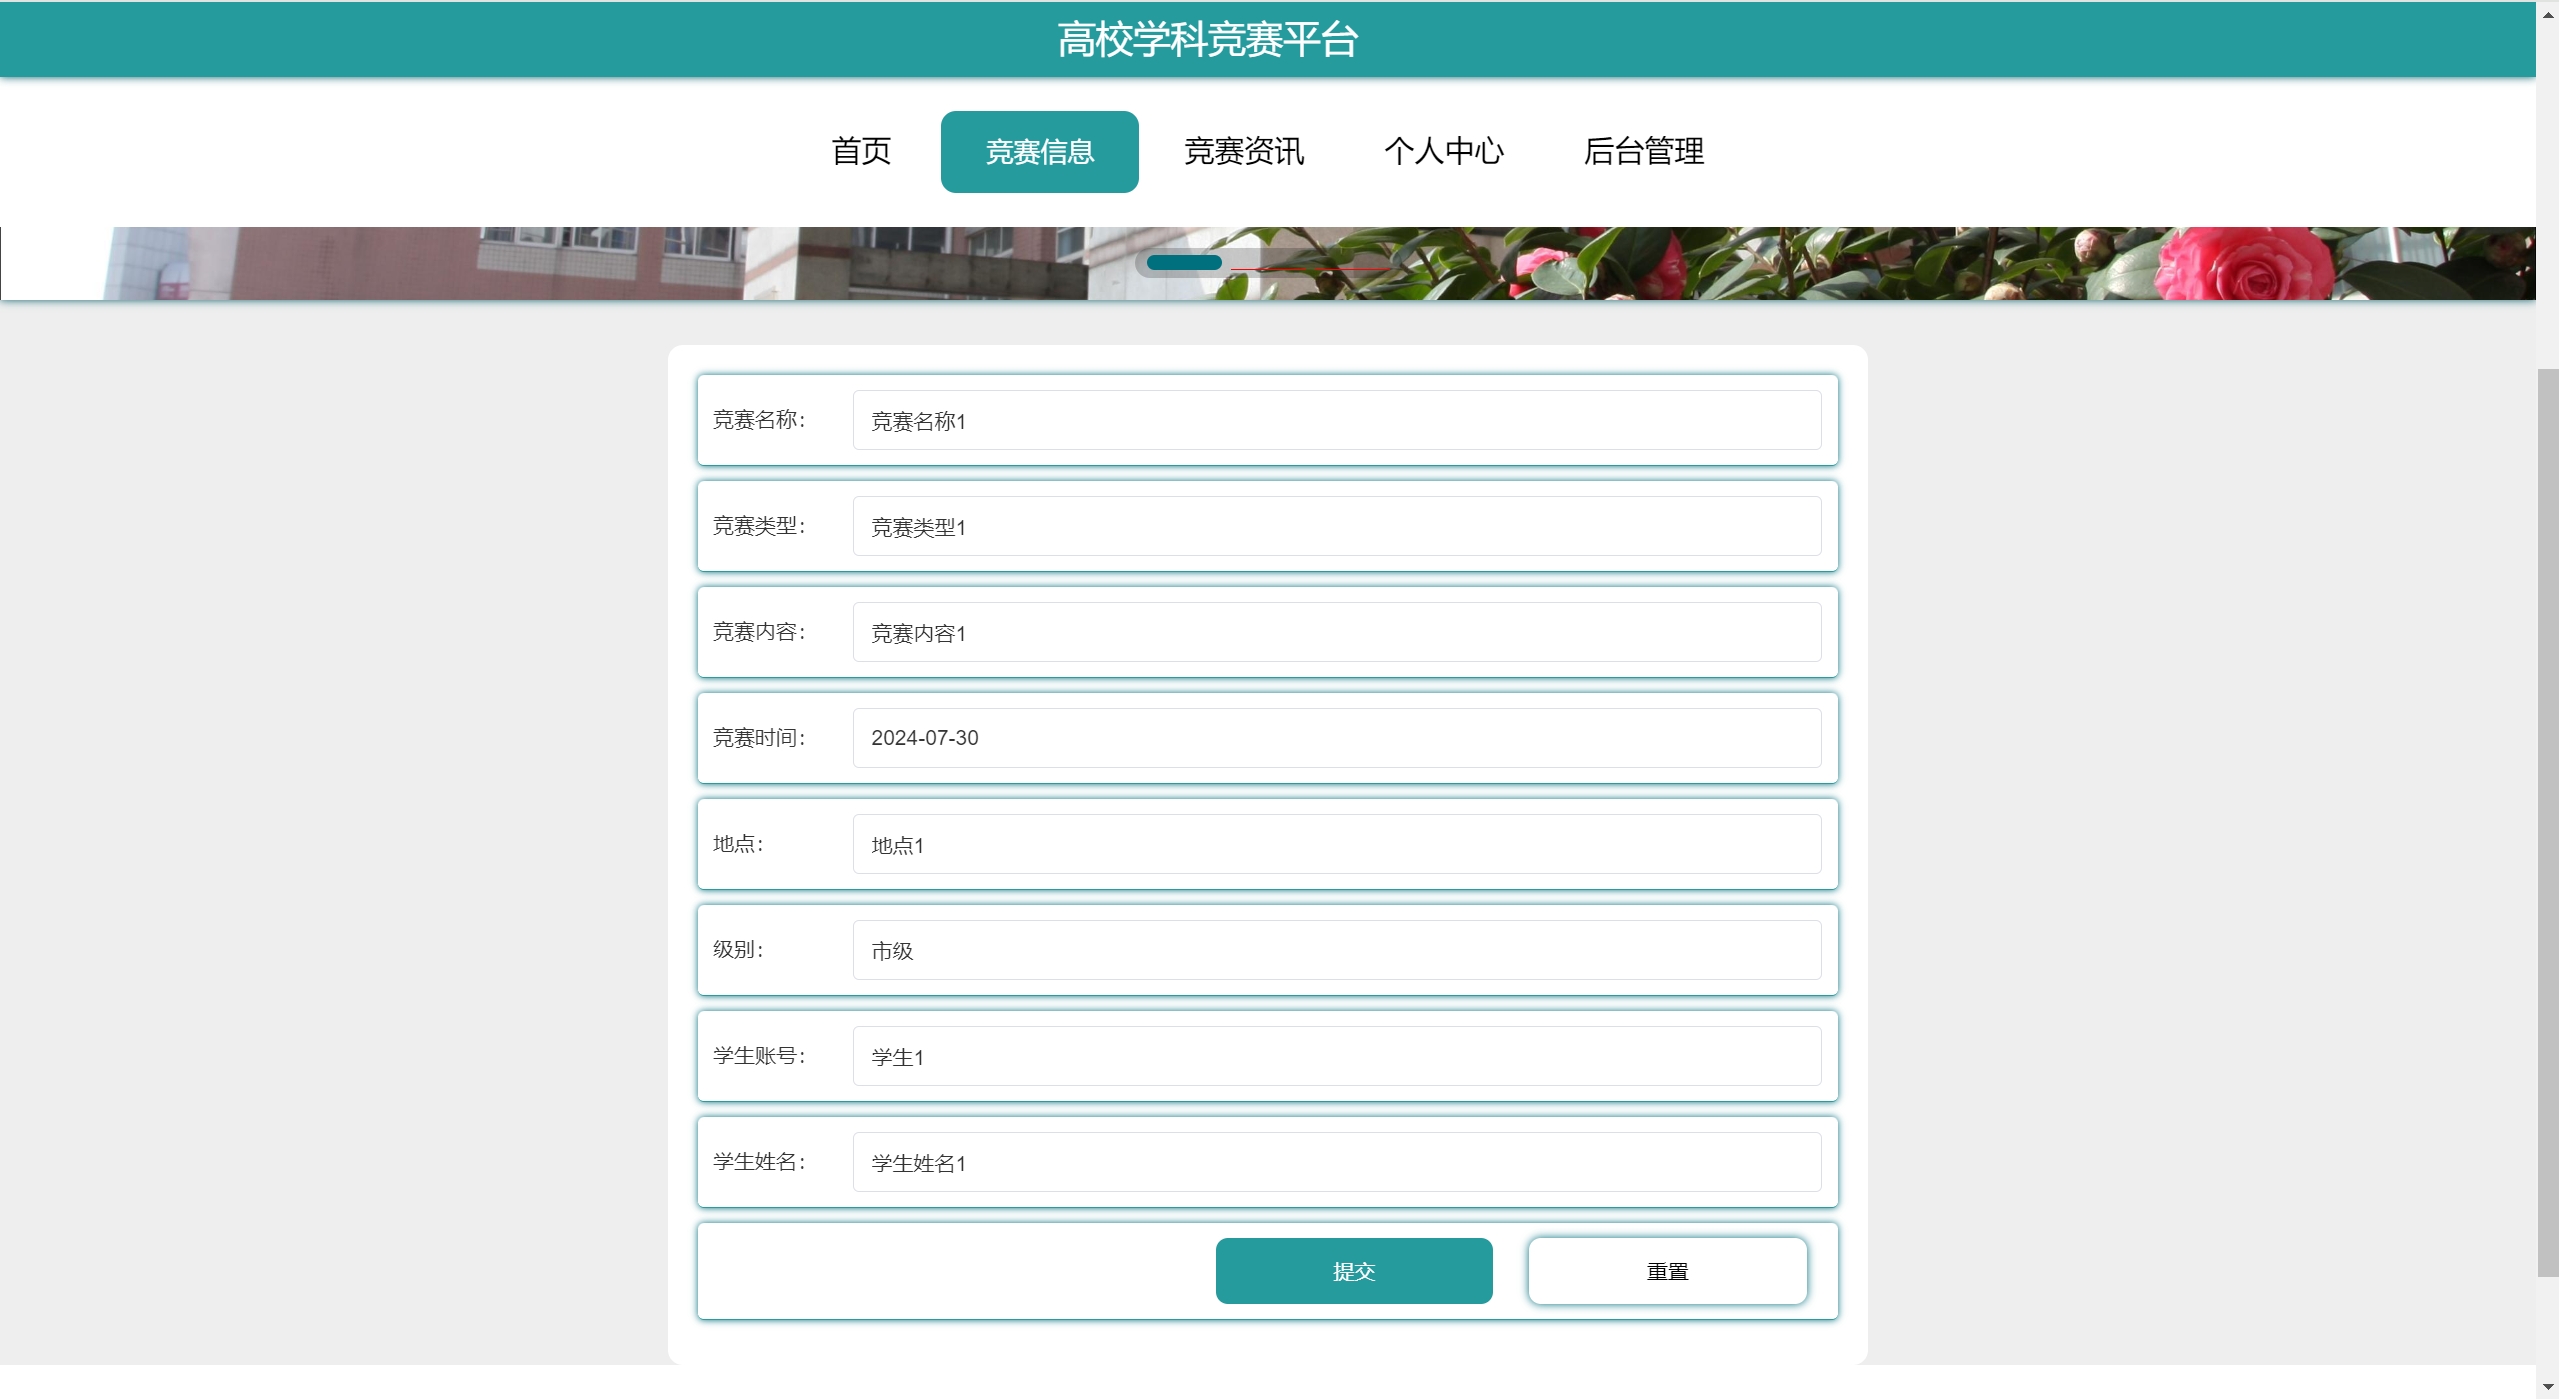 高校学科竞赛平台
首页 竞赛信息 竞赛资讯 个人中心 后台管理
竞赛名称： 竞赛名称1
竞赛类型： 竞赛类型1
竞赛内容： 竞赛内容1
竞赛时间： 2024-07-30
地点： 地点1
级别： 市级
学生账号： 学生1
学生姓名： 学生姓名1
提交 重置